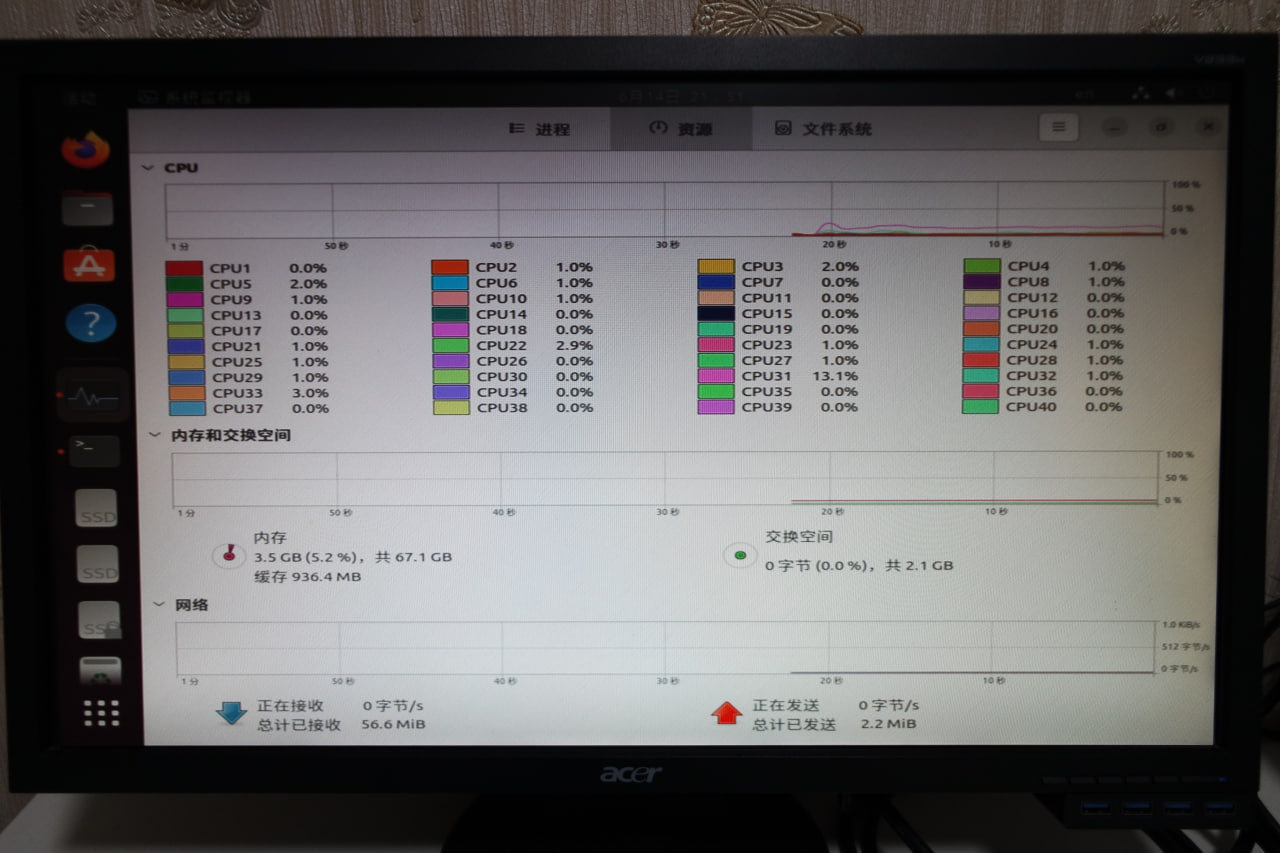 活动 系统监视器 6月14日 21:51 en
进程 资源 文件系统
CPU
100 %
50 %
0 %
1 分 50 秒 40 秒 30 秒 20 秒 10 秒
CPU1 0.0% CPU2 1.0% CPU3 2.0% CPU4 1.0%
CPU5 2.0% CPU6 1.0% CPU7 0.0% CPU8 1.0%
CPU9 1.0% CPU10 1.0% CPU11 0.0% CPU12 0.0%
CPU13 0.0% CPU14 0.0% CPU15 0.0% CPU16 0.0%
CPU17 0.0% CPU18 1.0% CPU19 0.0% CPU20 0.0%
CPU21 1.0% CPU22 2.9% CPU23 1.0% CPU24 1.0%
CPU25 1.0% CPU26 0.0% CPU27 1.0% CPU28 1.0%
CPU29 1.0% CPU30 0.0% CPU31 13.1% CPU32 1.0%
CPU33 3.0% CPU34 0.0% CPU35 0.0% CPU36 0.0%
CPU37 0.0% CPU38 0.0% CPU39 0.0% CPU40 0.0%
内存和交换空间
100 %
50 %
0 %
1 分 50 秒 40 秒 30 秒 20 秒 10 秒
内存
3.5 GB (5.2 %)，共 67.1 GB
缓存 936.4 MB
交换空间
0 字节 (0.0 %)，共 2.1 GB
网络
1.0 KiB/s
512 字节/s
0 字节/s
1 分 50 秒 40 秒 30 秒 20 秒 10 秒
正在接收 0 字节/s
总计已接收 56.6 MiB
正在发送 0 字节/s
总计已发送 2.2 MiB
SSD
SSD
SSD
acer